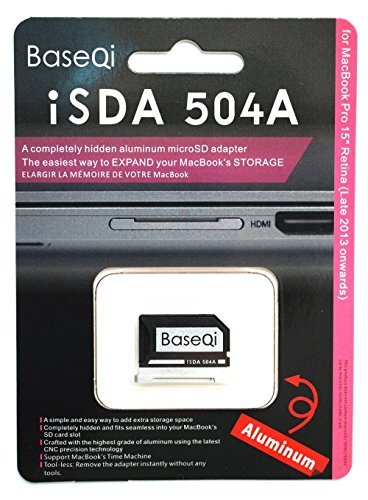 BaseQi
iSDA 504A
A completely hidden aluminum microSD adapter
The easiest way to EXPAND your MacBook's STORAGE
ELARGIR LA MÉMOIRE DE VOTRE MacBook
for MacBook Pro 15" Retina (Late 2013 onwards)
HDMI
BaseQi
iSDA 504A
Aluminum
•A simple and easy way to add extra storage space
•Completely hidden and fits seamless into your MacBook's
SD card slot
•Crafted with the highest grade of aluminum using the latest
CNC precision technology
•Support MacBook's Time Machine
•Tool-less: Remove the adapter instantly without any
tools.